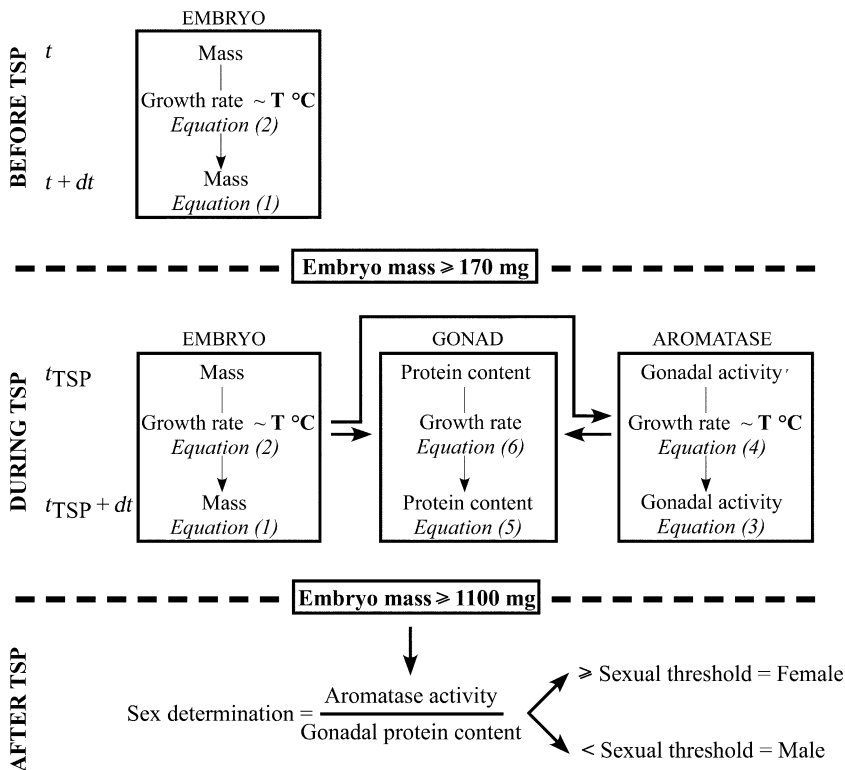 EMBRYO
BEFORE TSP
t
Mass
Growth rate ~ T °C
Equation (2)
t + dt
Mass
Equation (1)
Embryo mass ⩾ 170 mg
DURING TSP
EMBRYO
GONAD
AROMATASE
tTSP
Mass
Protein content
Gonadal activity
Growth rate ~ T °C
Equation (2)
Growth rate
Equation (6)
Growth rate ~ T °C
Equation (4)
tTSP + dt
Mass
Equation (1)
Protein content
Equation (5)
Gonadal activity
Equation (3)
Embryo mass ⩾ 1100 mg
AFTER TSP
Sex determination = Aromatase activity
Gonadal protein content
⩾ Sexual threshold = Female
< Sexual threshold = Male